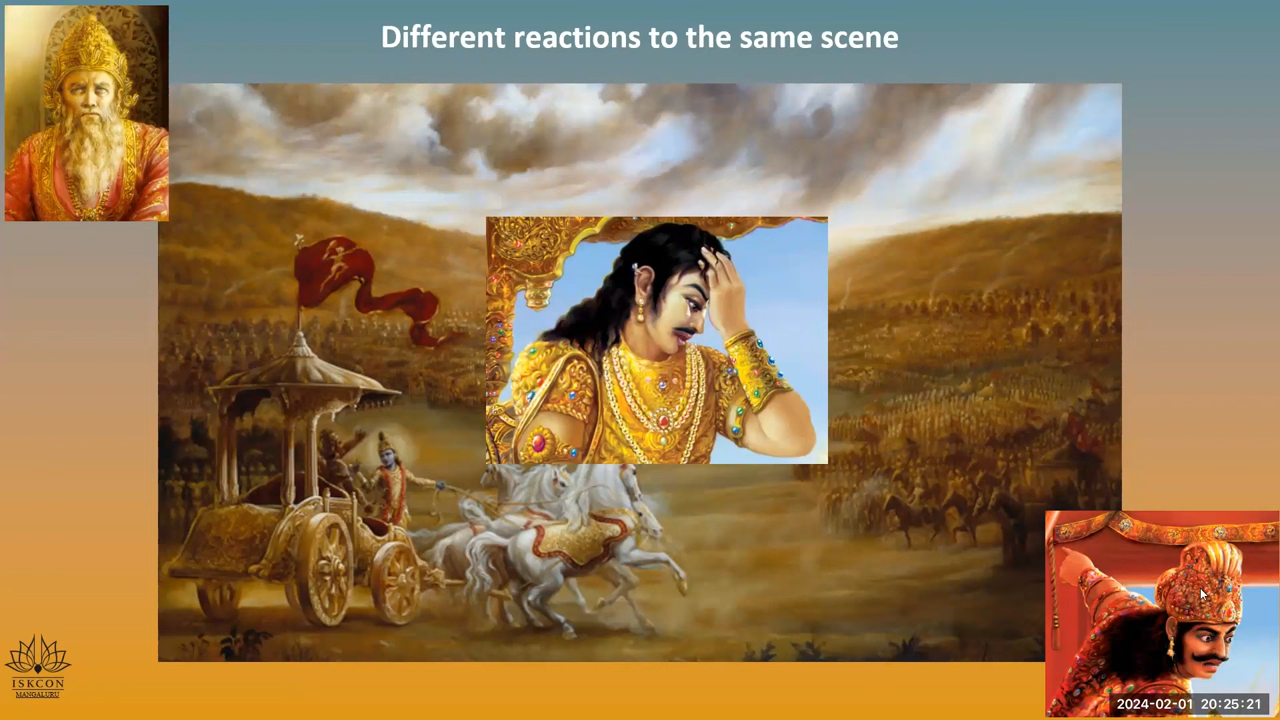 Different reactions to the same scene
ISKCON
MANGALURU
2024-02-01 20:25:21